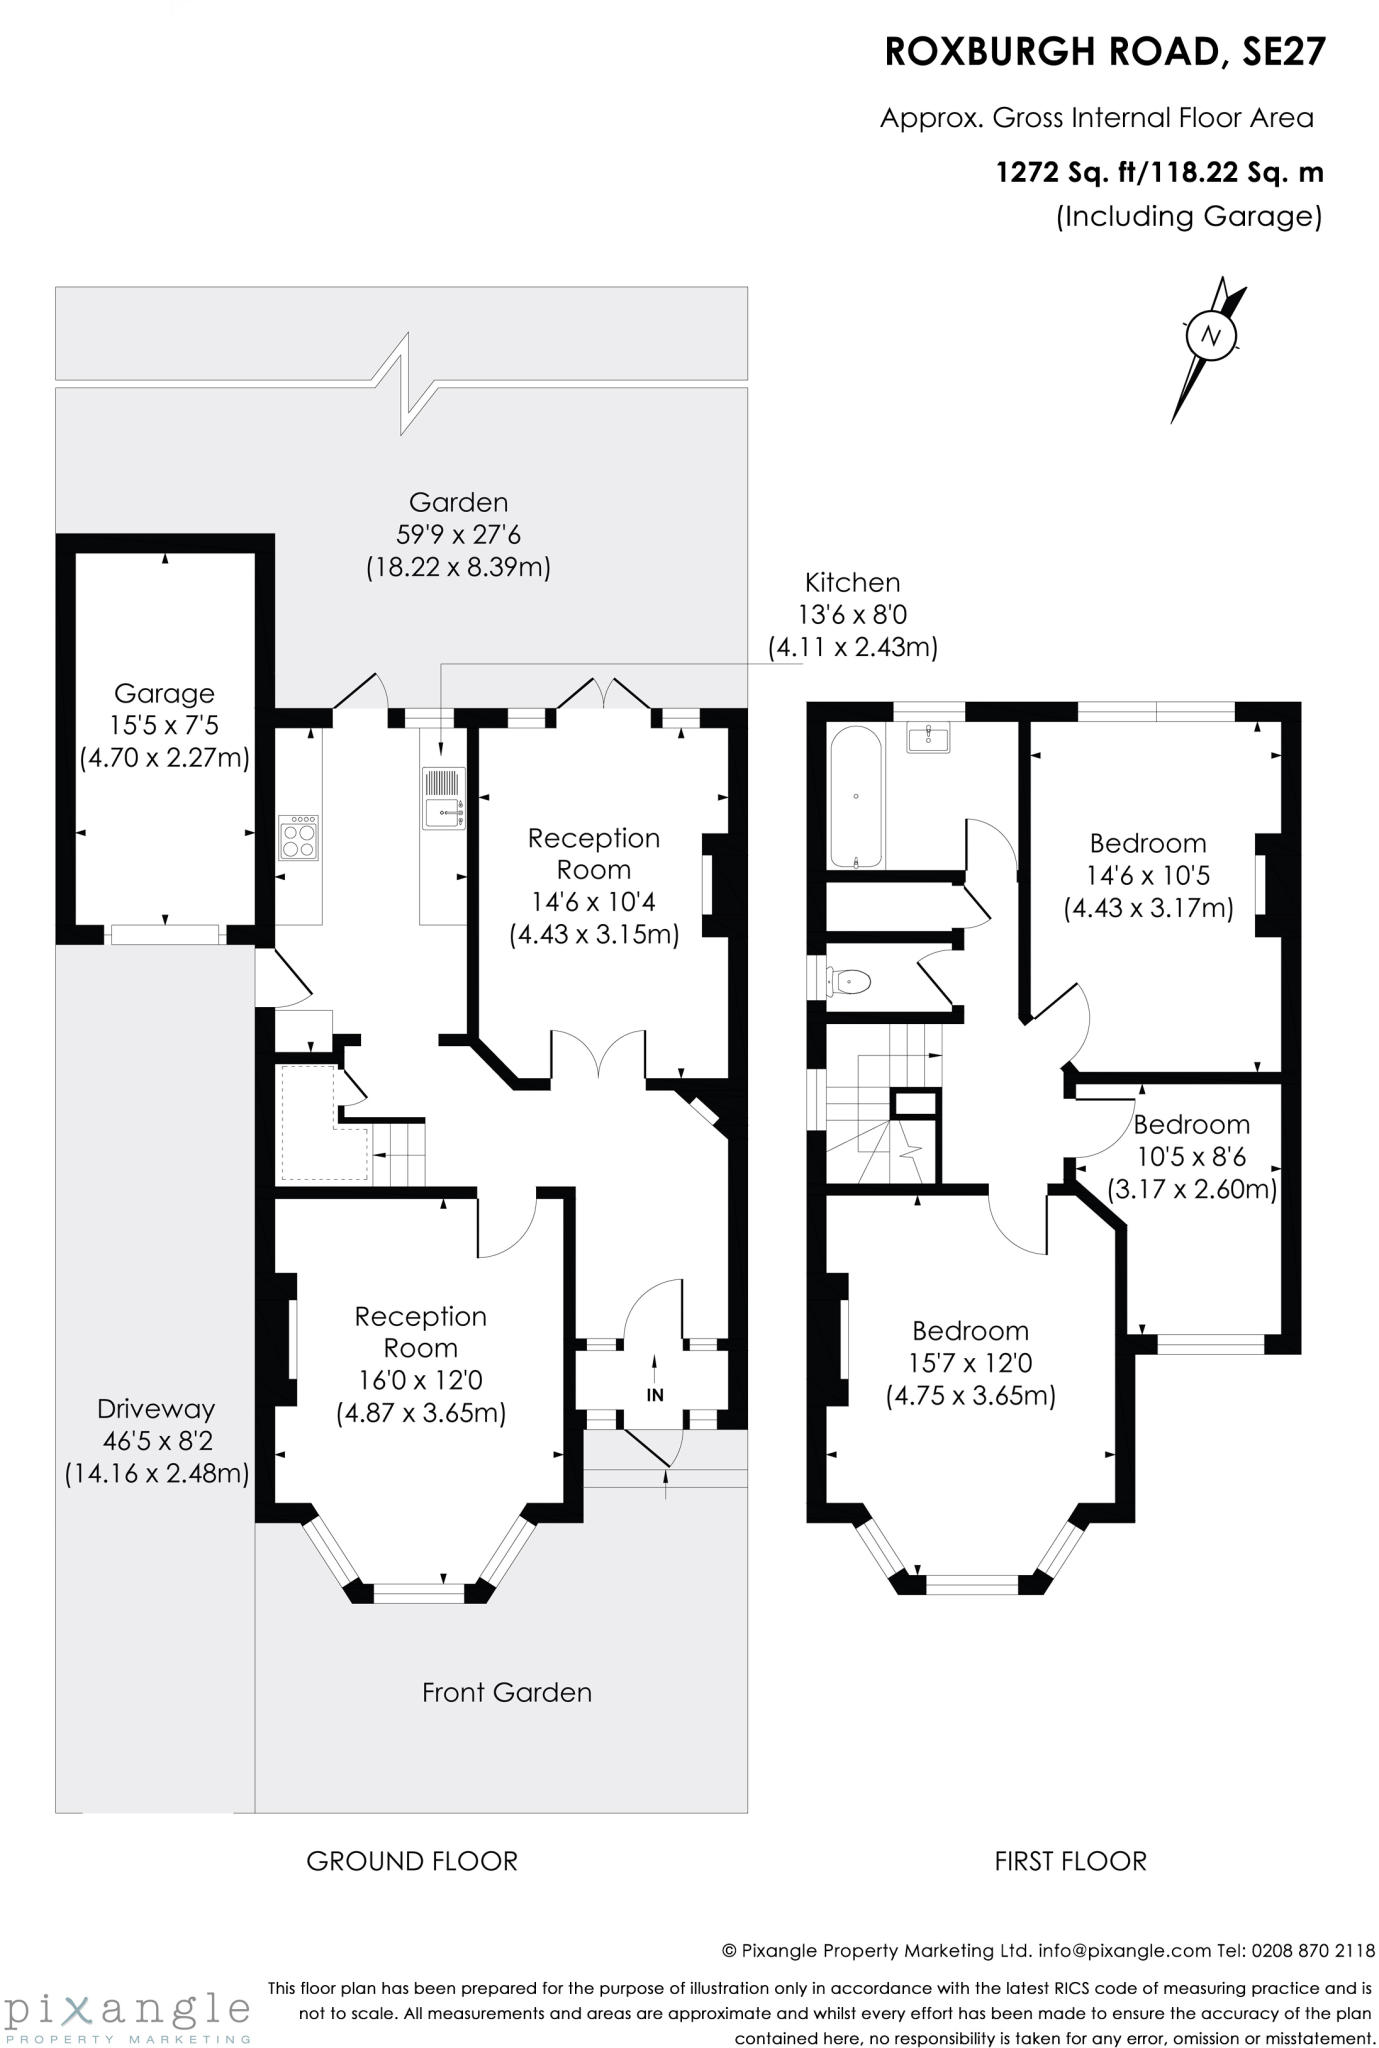 ROXBURGH ROAD, SE27
Approx. Gross Internal Floor Area
1272 Sq. ft/118.22 Sq. m
(Including Garage)
N
Garden
59'9 x 27'6
(18.22 x 8.39m)
Kitchen
13'6 x 8'0
(4.11 x 2.43m)
Garage
15'5 x 7'5
(4.70 x 2.27m)
Reception
Room
14'6 x 10'4
(4.43 x 3.15m)
Bedroom
14'6 x 10'5
(4.43 x 3.17m)
Bedroom
10'5 x 8'6
(3.17 x 2.60m)
Reception
Room
16'0 x 12'0
(4.87 x 3.65m)
IN
Bedroom
15'7 x 12'0
(4.75 x 3.65m)
Driveway
46'5 x 8'2
(14.16 x 2.48m)
Front Garden
GROUND FLOOR
FIRST FLOOR
© Pixangle Property Marketing Ltd. info@pixangle.com Tel: 0208 870 2118
This floor plan has been prepared for the purpose of illustration only in accordance with the latest RICS code of measuring practice and is
not to scale. All measurements and areas are approximate and whilst every effort has been made to ensure the accuracy of the plan
contained here, no responsibility is taken for any error, omission or misstatement.
pixangle
PROPERTY MARKETING